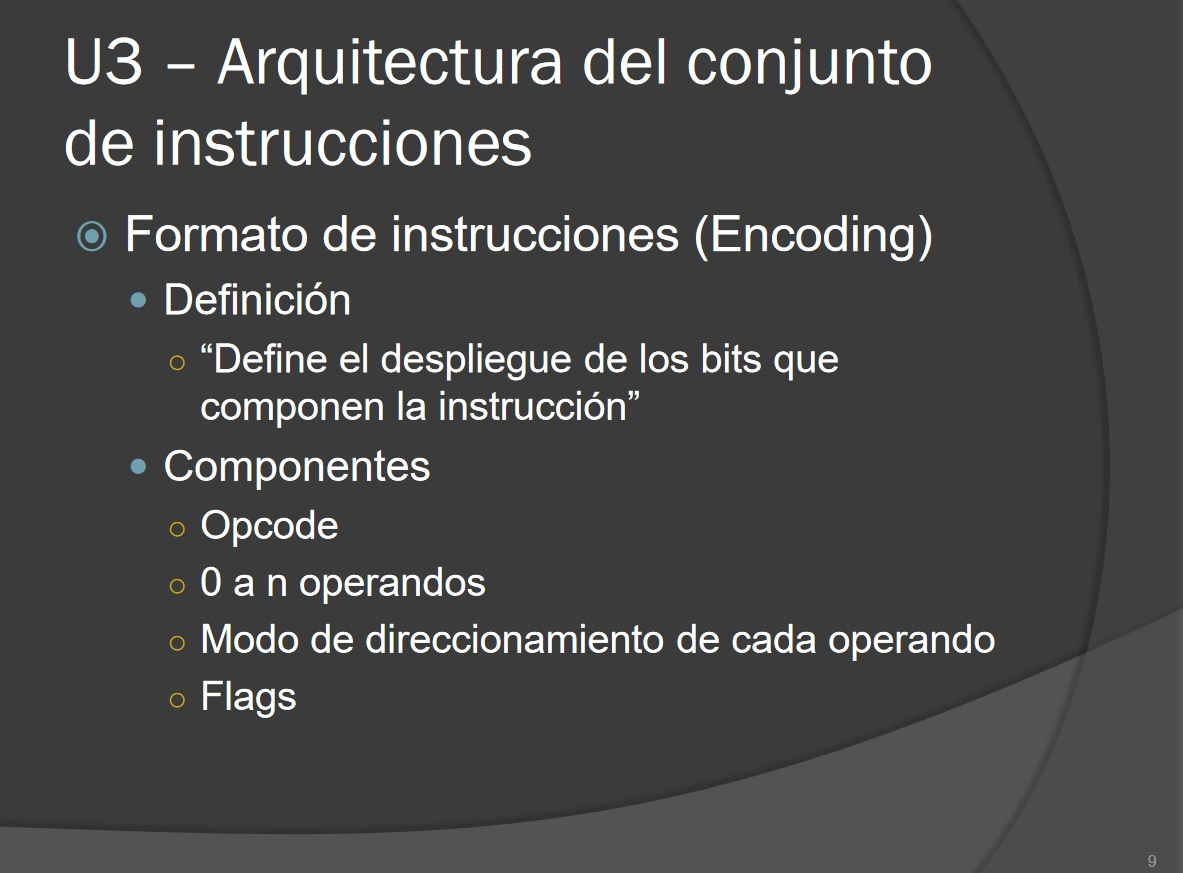 U3 – Arquitectura del conjunto
de instrucciones
Formato de instrucciones (Encoding)
Definición
“Define el despliegue de los bits que
componen la instrucción”
Componentes
Opcode
0 a n operandos
Modo de direccionamiento de cada operando
Flags
9